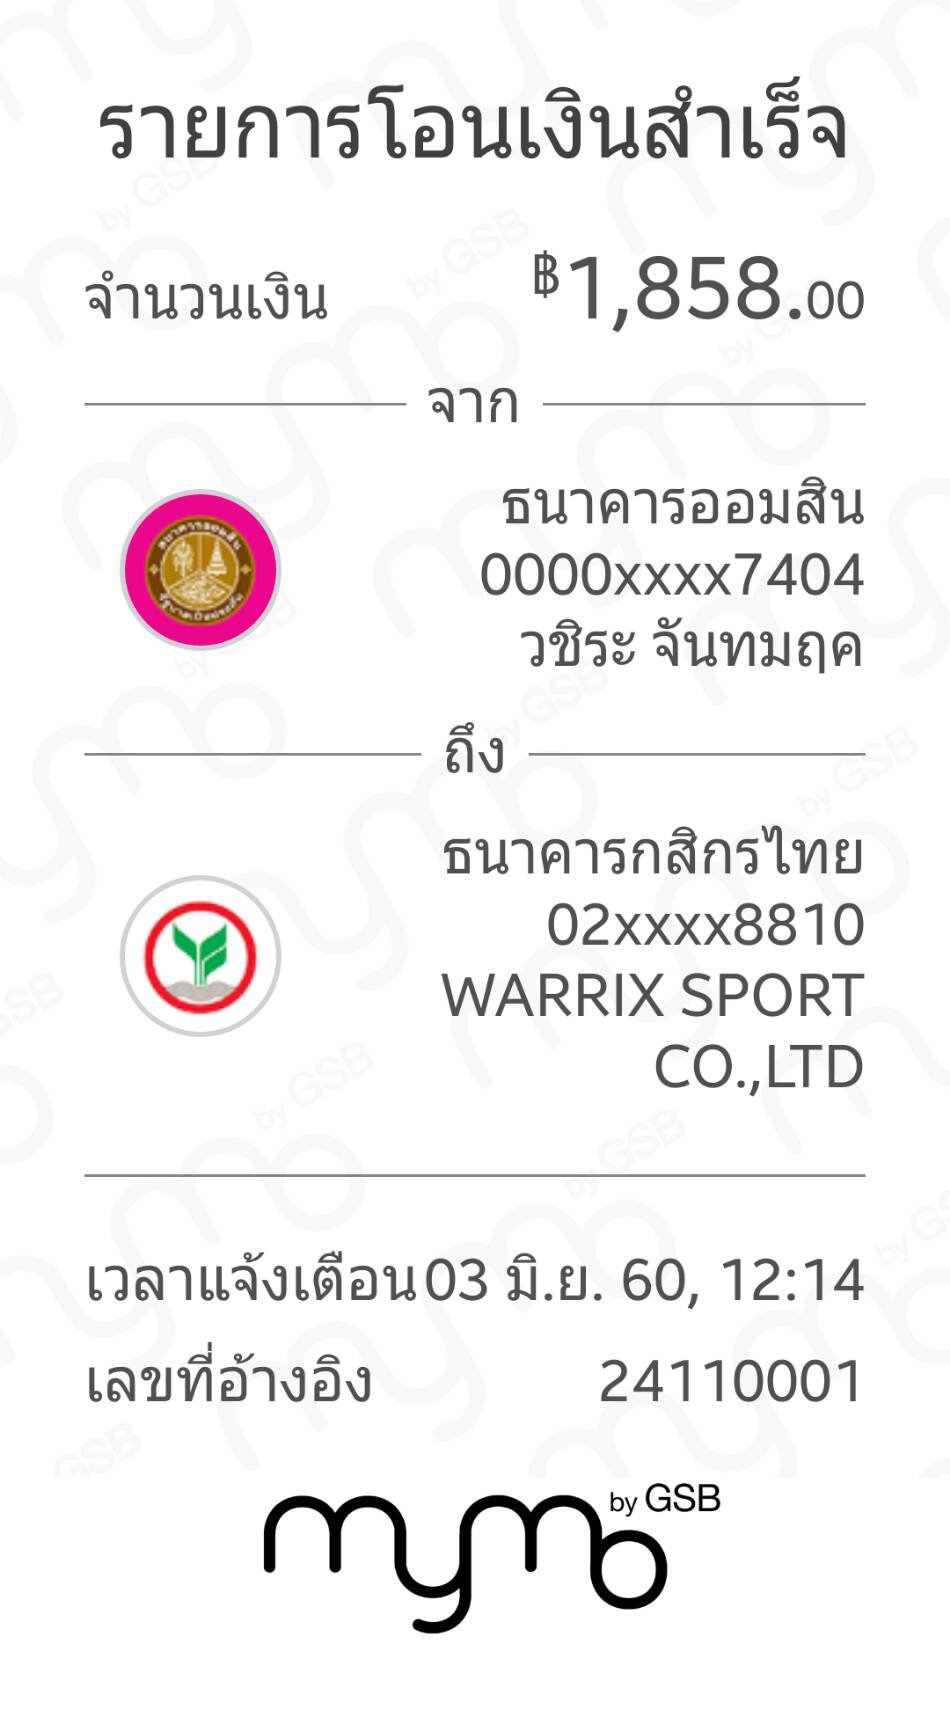 รายการโอนเงินสำเร็จ
จำนวนเงิน ฿1,858.00
จาก
ธนาคารออมสิน
0000xxxx7404
วชิระ จันทมฤค
ถึง
ธนาคารกสิกรไทย
02xxxx8810
WARRIX SPORT
CO.,LTD
เวลาแจ้งเตือน 03 มิ.ย. 60, 12:14
เลขที่อ้างอิง 24110001
mymo by GSB